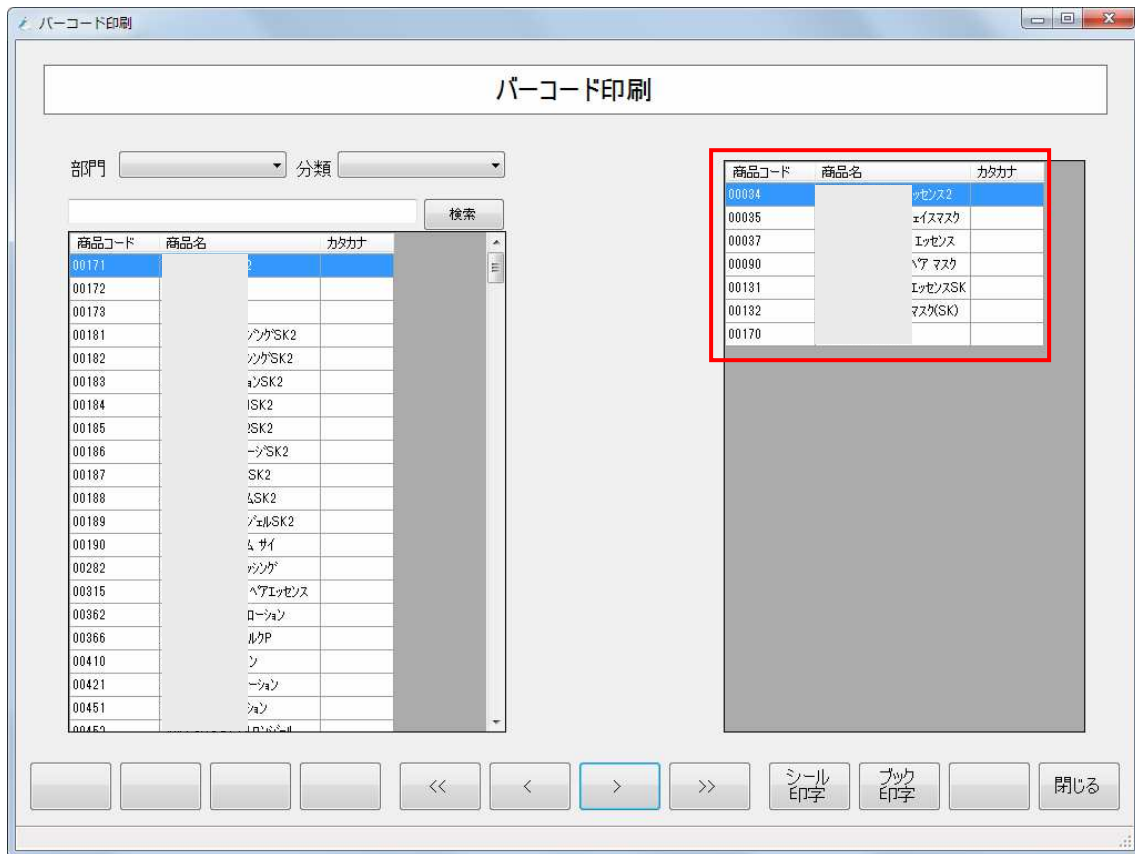 バーコード印刷
バーコード印刷
部門 分類
検索
商品コード 商品名 カタカナ
00171 2
00172
00173
00181 ジングSK2
00182 シングSK2
00183 ョンSK2
00184 SK2
00185 SK2
00186 ージSK2
00187 SK2
00188 ムSK2
00189 ジェルSK2
00190 ム サイ
00282 ッシング
00315 ヘアエッセンス
00362 ローション
00366 ルクP
00410 ン
00421 ーション
00451 ション
商品コード 商品名 カタカナ
00034 ッセンス2
00035 ェイスマスク
00037 エッセンス
00090 ヘア マスク
00131 エッセンスSK
00132 マスク(SK)
00170
<< < > >> シール印字 ブック印字 閉じる